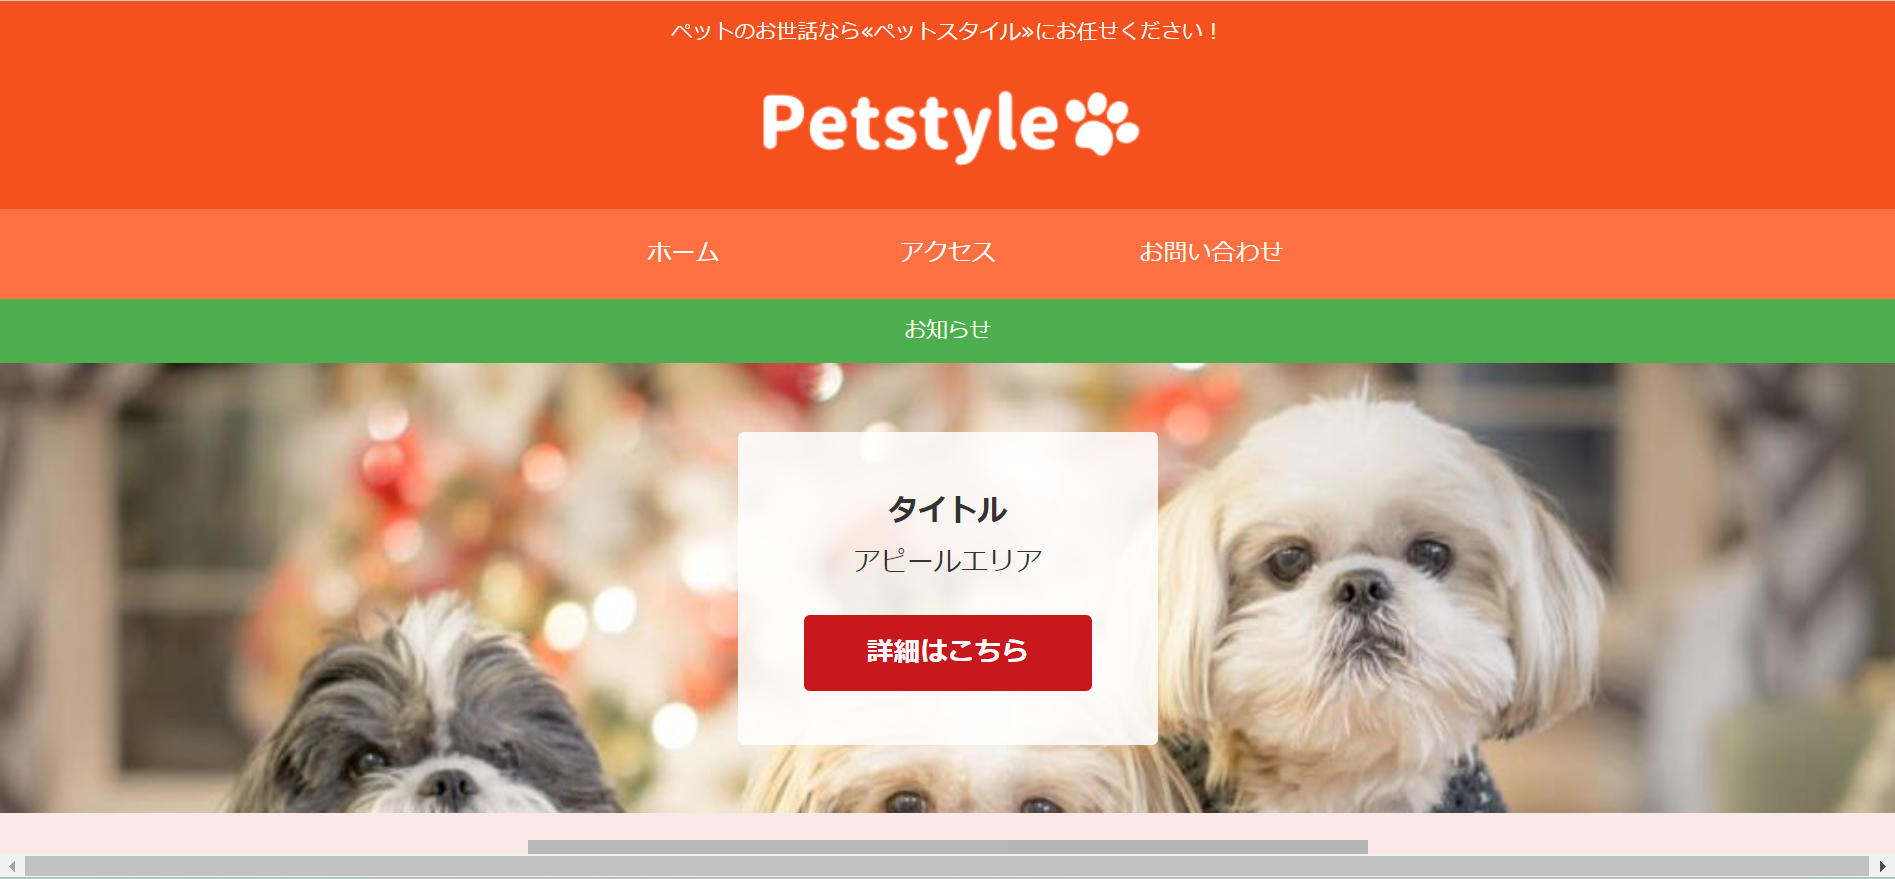 ペットのお世話なら«ペットスタイル»にお任せください！
Petstyle
ホーム アクセス お問い合わせ
お知らせ
タイトル
アピールエリア
詳細はこちら